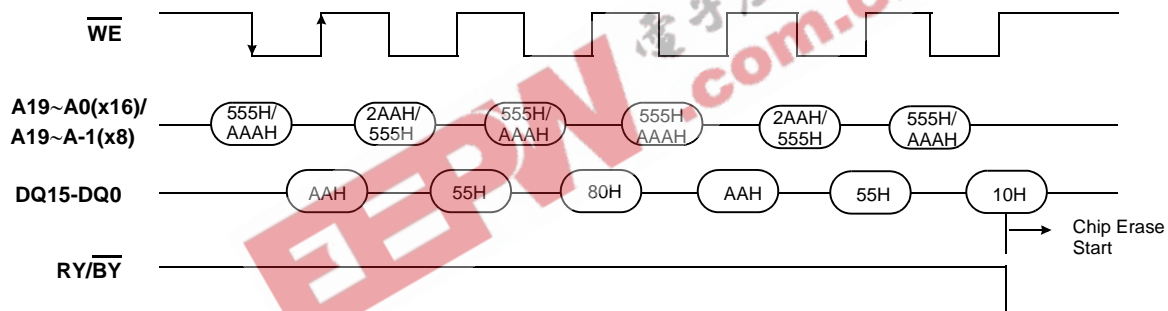 WE
A19~A0(x16)/
A19~A-1(x8)
555H/
AAAH
2AAH/
555H
555H/
AAAH
555H/
AAAH
2AAH/
555H
555H/
AAAH
DQ15-DQ0
AAH
55H
80H
AAH
55H
10H
Chip Erase
Start
RY/BY
EEPW
.com.c